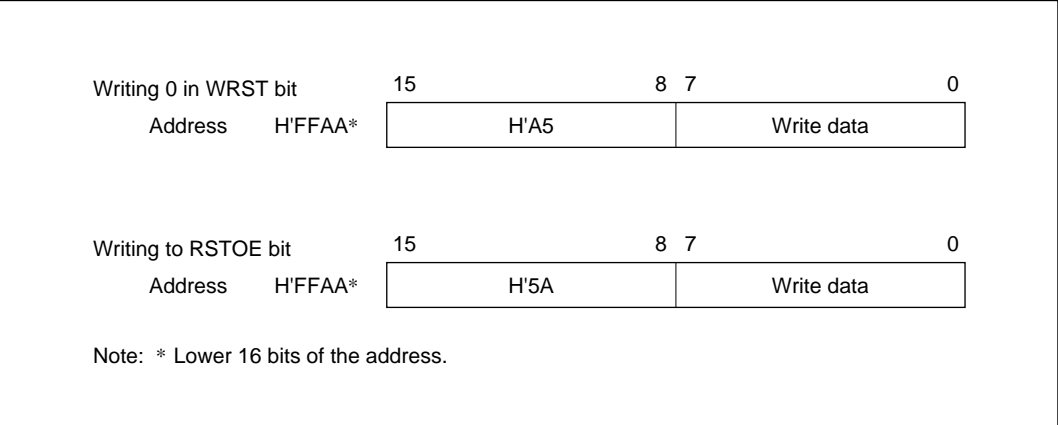 Writing 0 in WRST bit 15 8 7 0
Address H'FFAA* H'A5 Write data
Writing to RSTOE bit 15 8 7 0
Address H'FFAA* H'5A Write data
Note: * Lower 16 bits of the address.